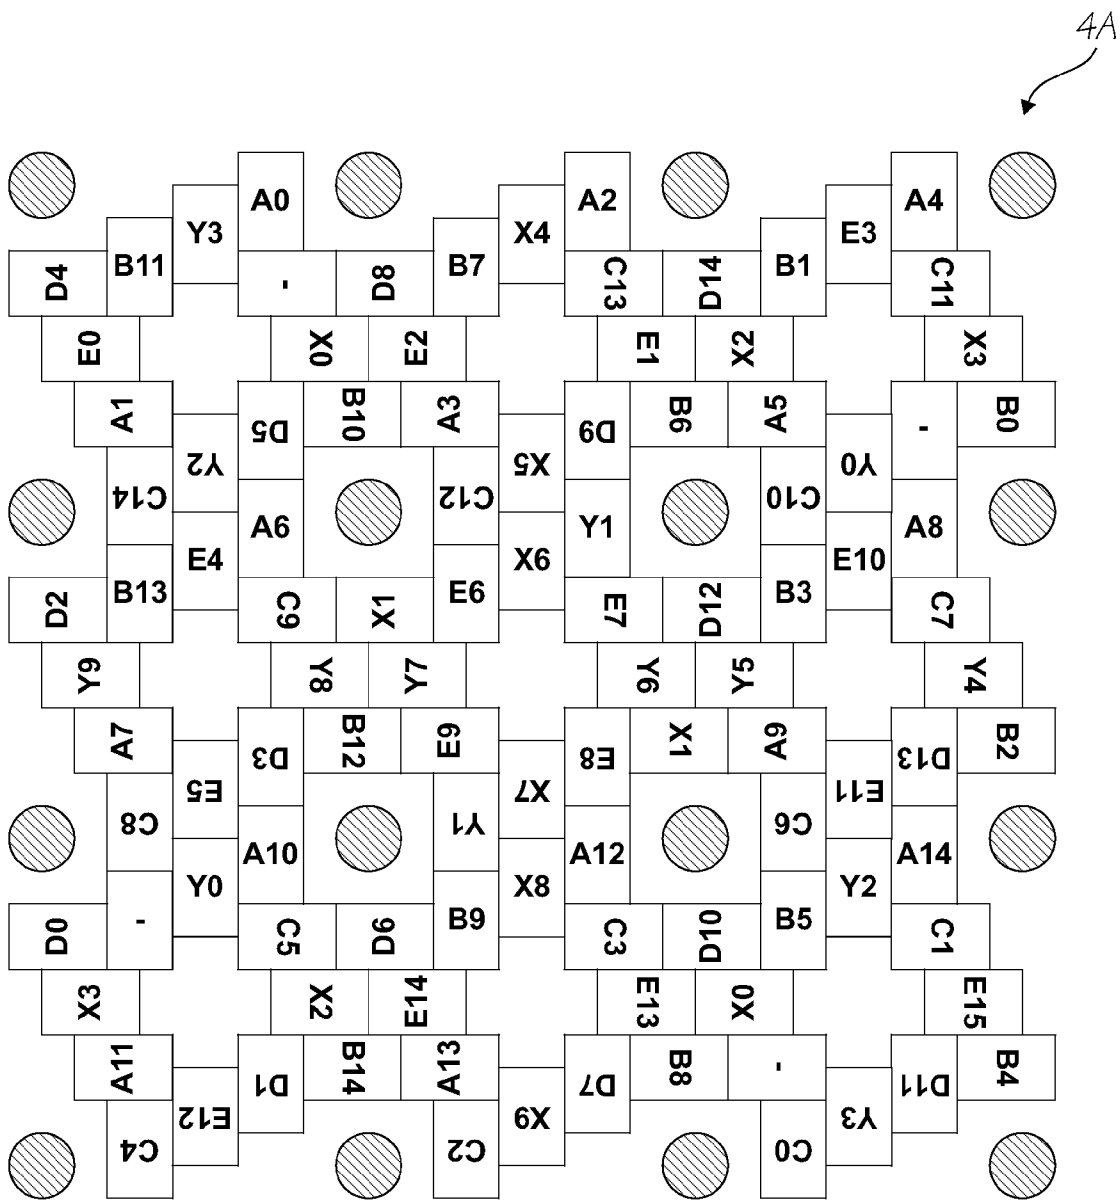 4A
A0 A2 A4
Y3 X4 E3
B11 B7 B1
D4 - D8 C13 D14 C11
E0 X0 E2 E1 X2 X3
A1 D5 B10 A3 D9 B6 A5 - B0
Y2 X5 Y0
C14 C12 C10
A6 Y1 A8
E4 X6 E10
B13 E6 B3
D2 C9 X1 E7 D12 C7
Y9 Y8 Y7 Y6 Y5 Y4
A7 D3 B12 E9 E8 X1 A9 D13 B2
E5 X7 E11
C8 Y1 C6
A10 A12 A14
Y0 X8 Y2
- B9 B5
D0 C5 D6 C3 D10 C1
X3 X2 E14 E13 X0 E15
A11 D1 B14 A13 D7 B8 - D11 B4
E12 X9 Y3
C4 C2 C0